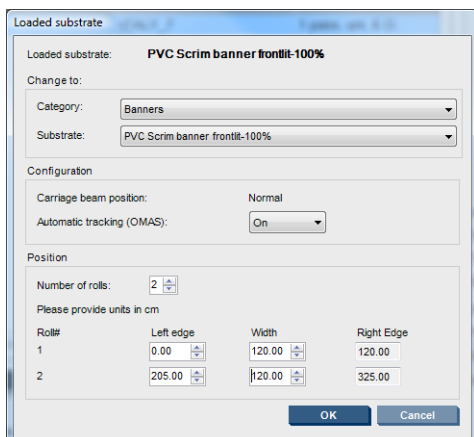 Loaded substrate
Loaded substrate: PVC Scrim banner frontlit-100%
Change to:
Category: Banners
Substrate: PVC Scrim banner frontlit-100%
Configuration
Carriage beam position: Normal
Automatic tracking (OMAS): On
Position
Number of rolls: 2
Please provide units in cm
Roll# Left edge Width Right Edge
1 0.00 120.00 120.00
2 205.00 120.00 325.00
OK Cancel